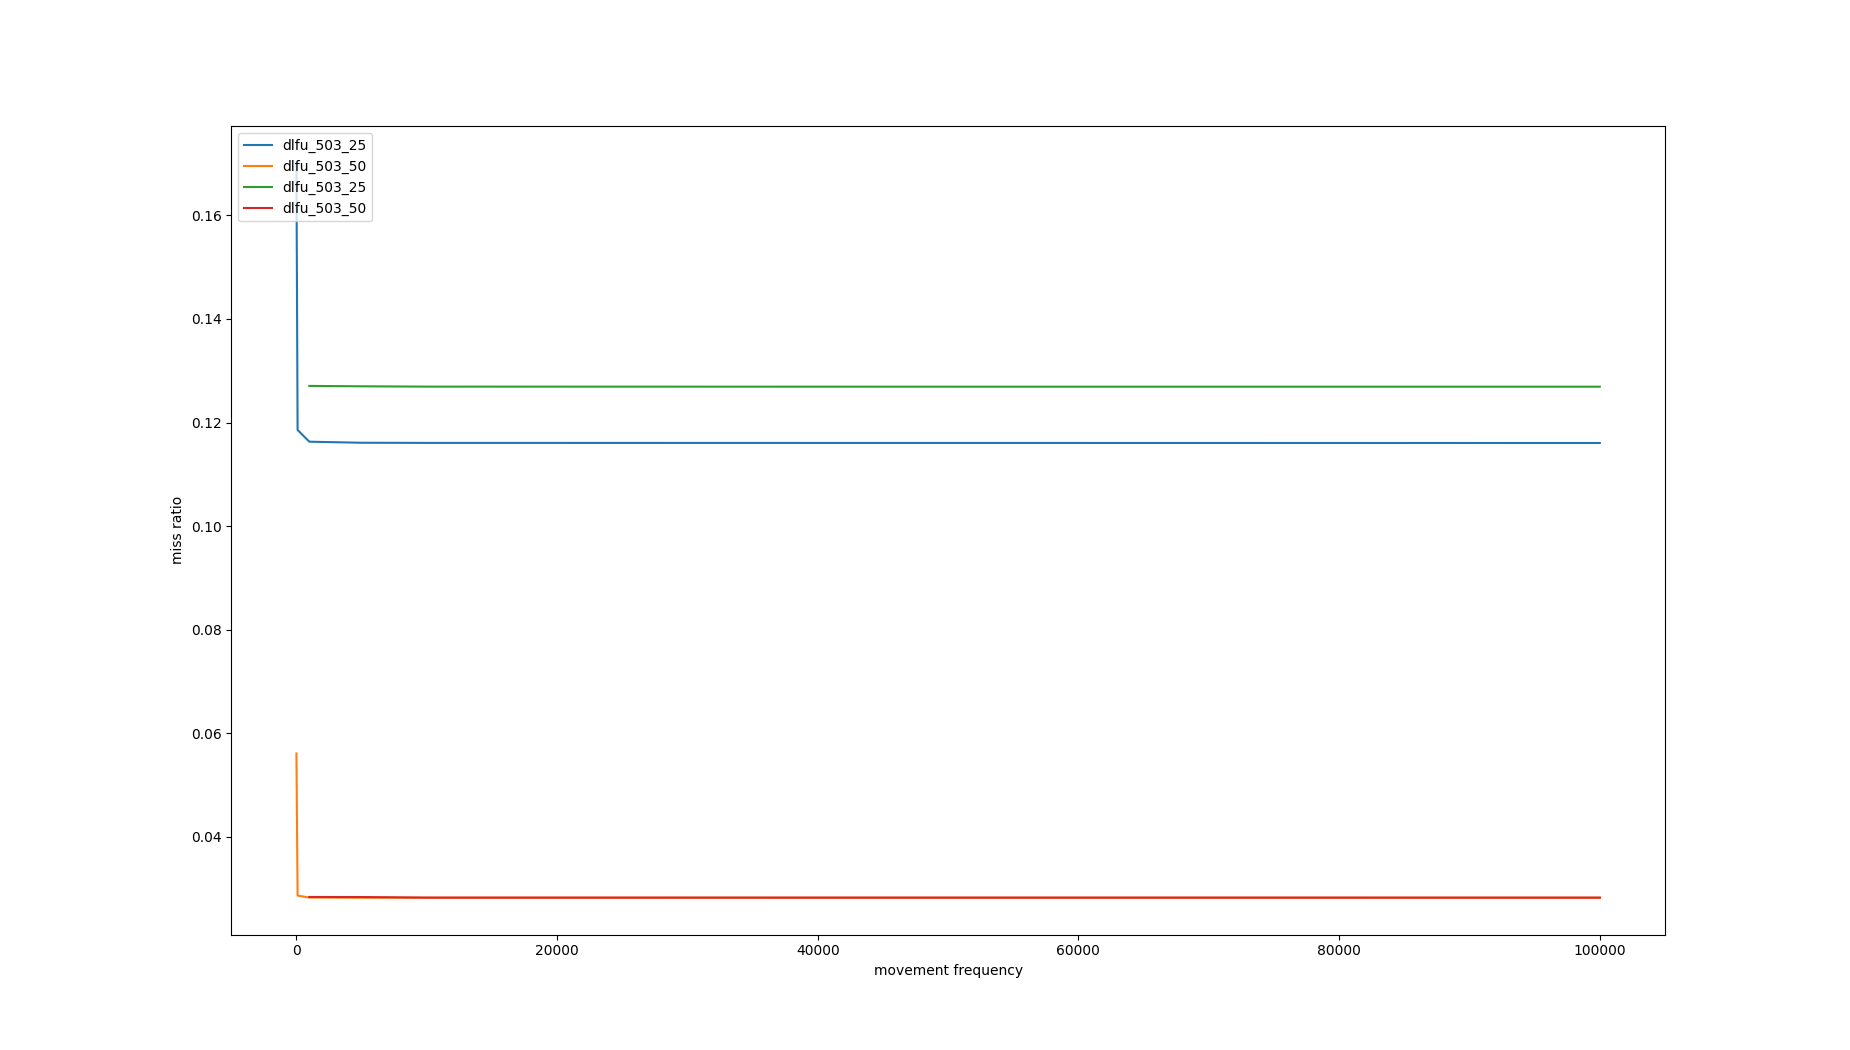 dlfu_503_25
dlfu_503_50
dlfu_503_25
dlfu_503_50
0.16
0.14
0.12
0.10
0.08
0.06
0.04
miss ratio
0 20000 40000 60000 80000 100000
movement frequency